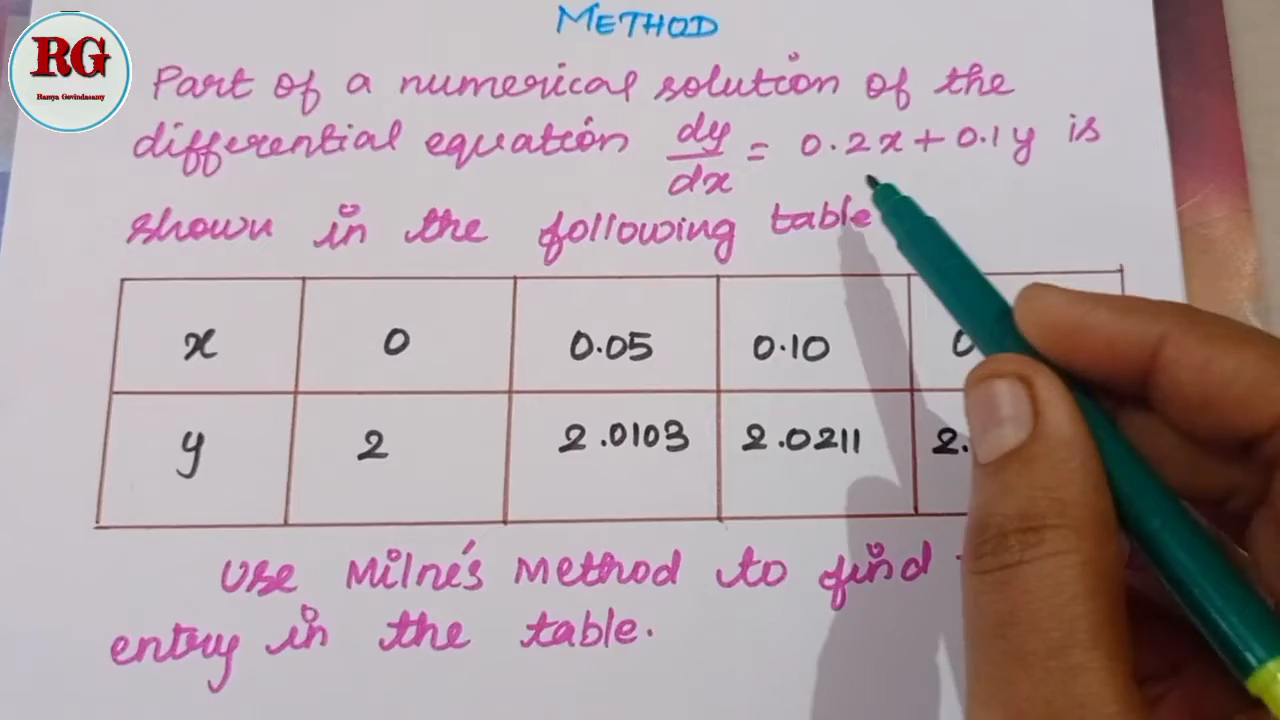 METHOD
RG
Ramya Govindasamy
Part of a numerical solution of the
differential equation dy/dx = 0.2x + 0.1y is
shown in the following table
x 0 0.05 0.10 0
y 2 2.0103 2.0211 2.
Use Milne's Method to find
entry in the table.